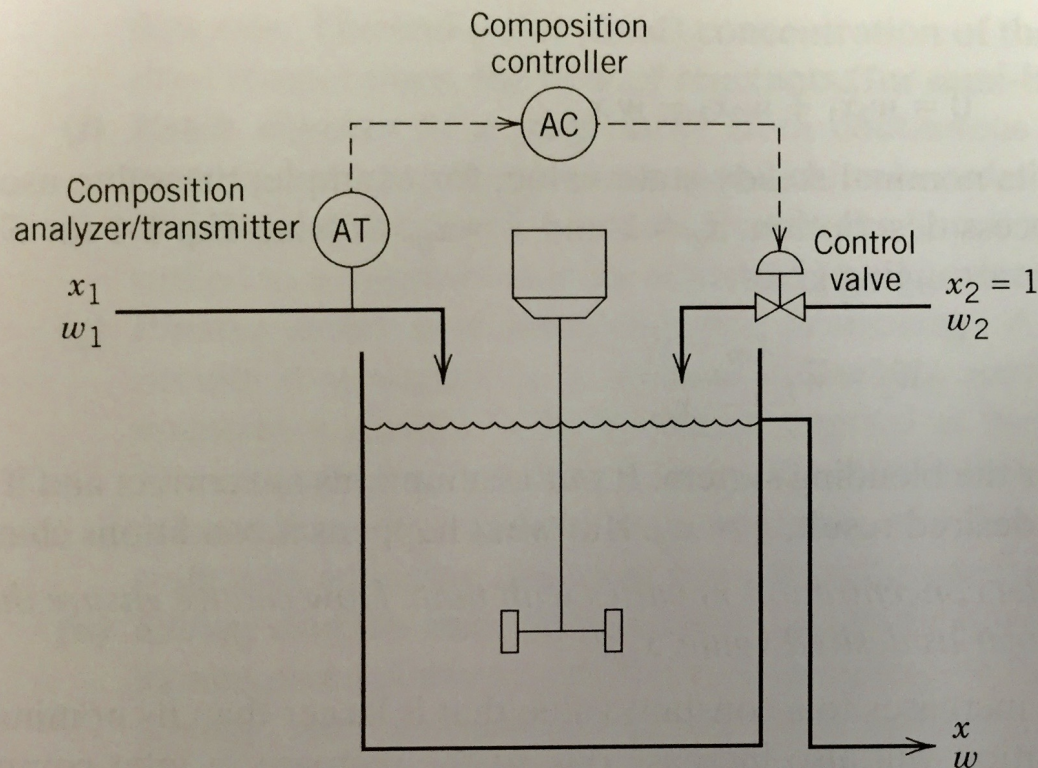 Composition
controller
AC
Composition
analyzer/transmitter
AT
Control
valve
x₁
w₁
x₂ = 1
w₂
x
w